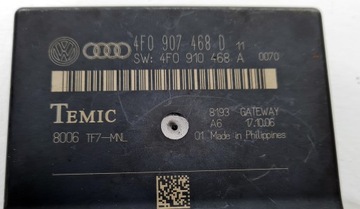 4F0 907 468 D 11
SW: 4F0 910 468 A 0070
TEMIC
8193 GATEWAY
A6 17.10.06
8006 TF7-MNL 01 Made in Philippines